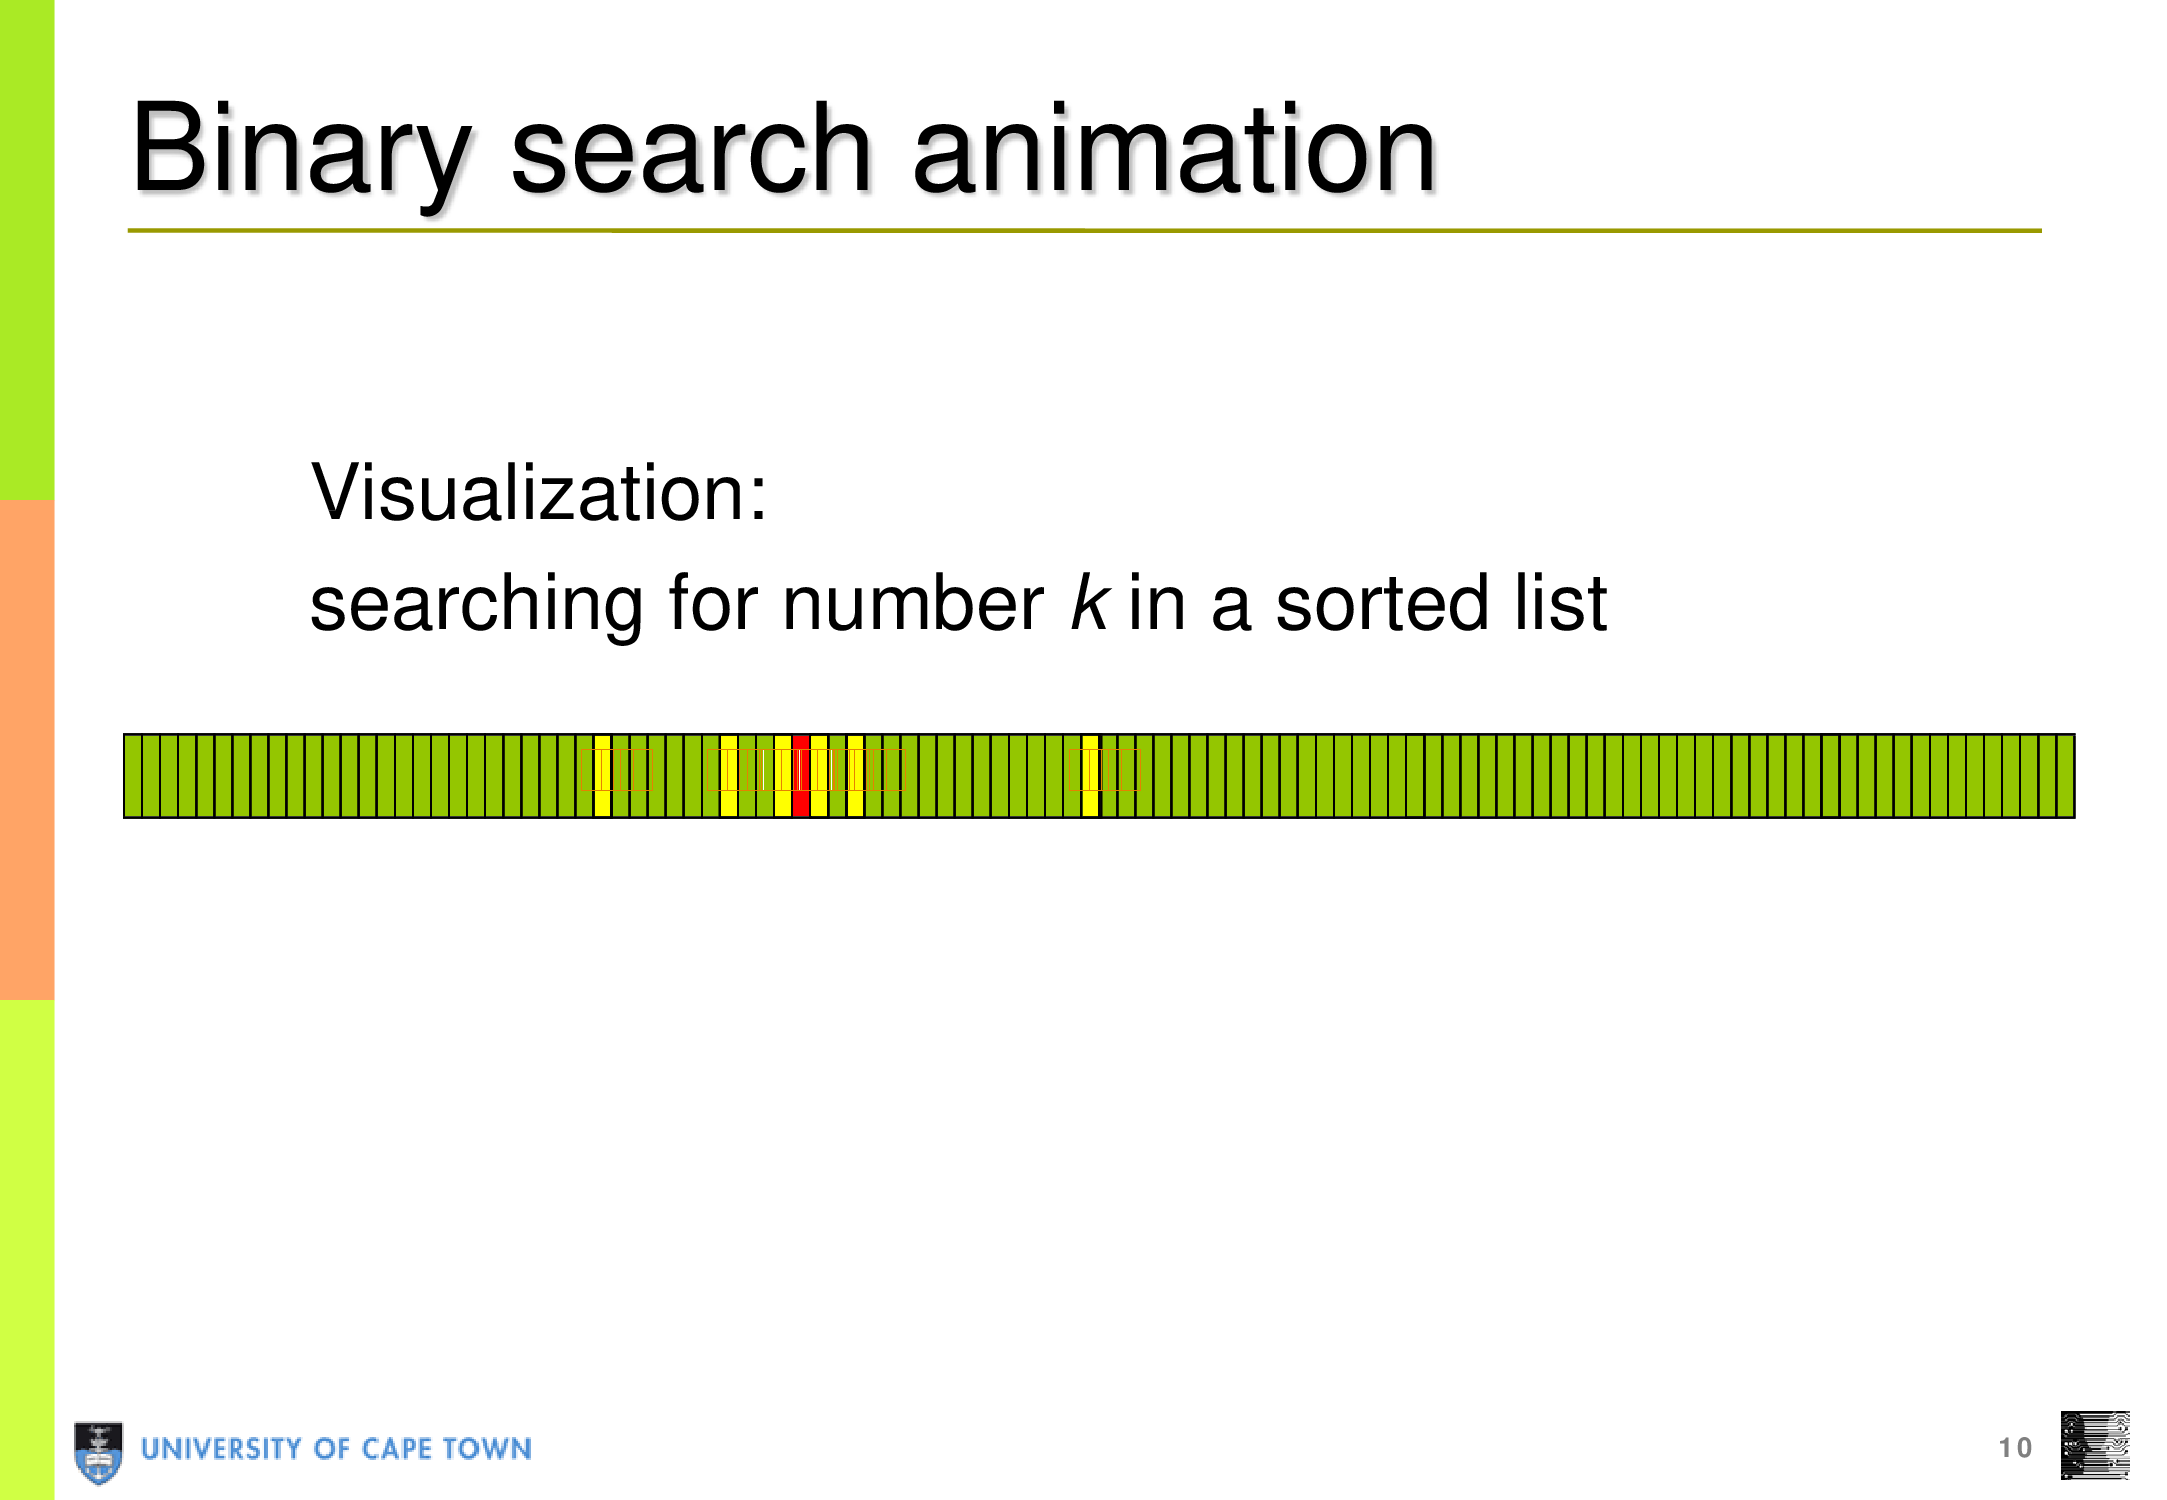 Binary search animation
Visualization:
searching for number k in a sorted list
UNIVERSITY OF CAPE TOWN
10